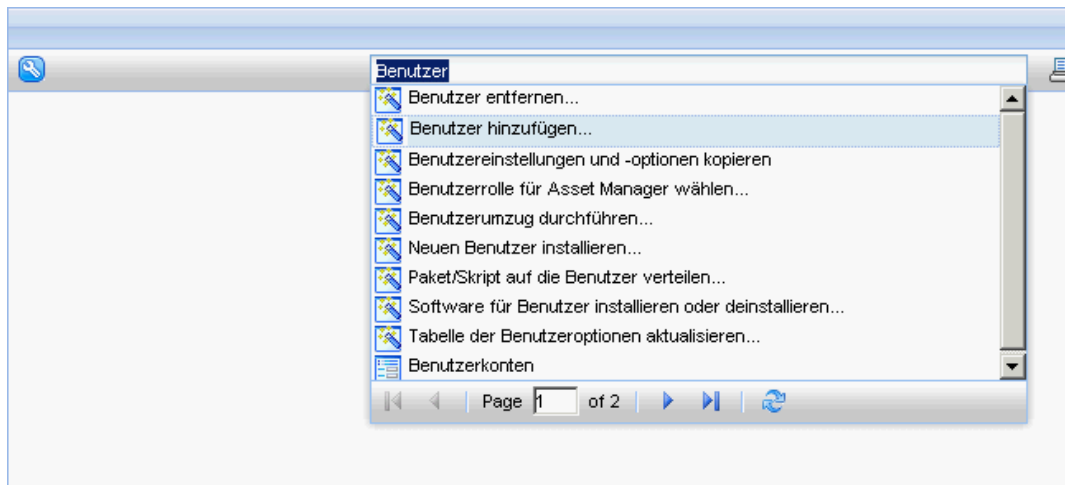 Benutzer
Benutzer entfernen...
Benutzer hinzufügen...
Benutzereinstellungen und -optionen kopieren
Benutzerrolle für Asset Manager wählen...
Benutzerumzug durchführen...
Neuen Benutzer installieren...
Paket/Skript auf die Benutzer verteilen...
Software für Benutzer installieren oder deinstallieren...
Tabelle der Benutzeroptionen aktualisieren...
Benutzerkonten
Page 1 of 2